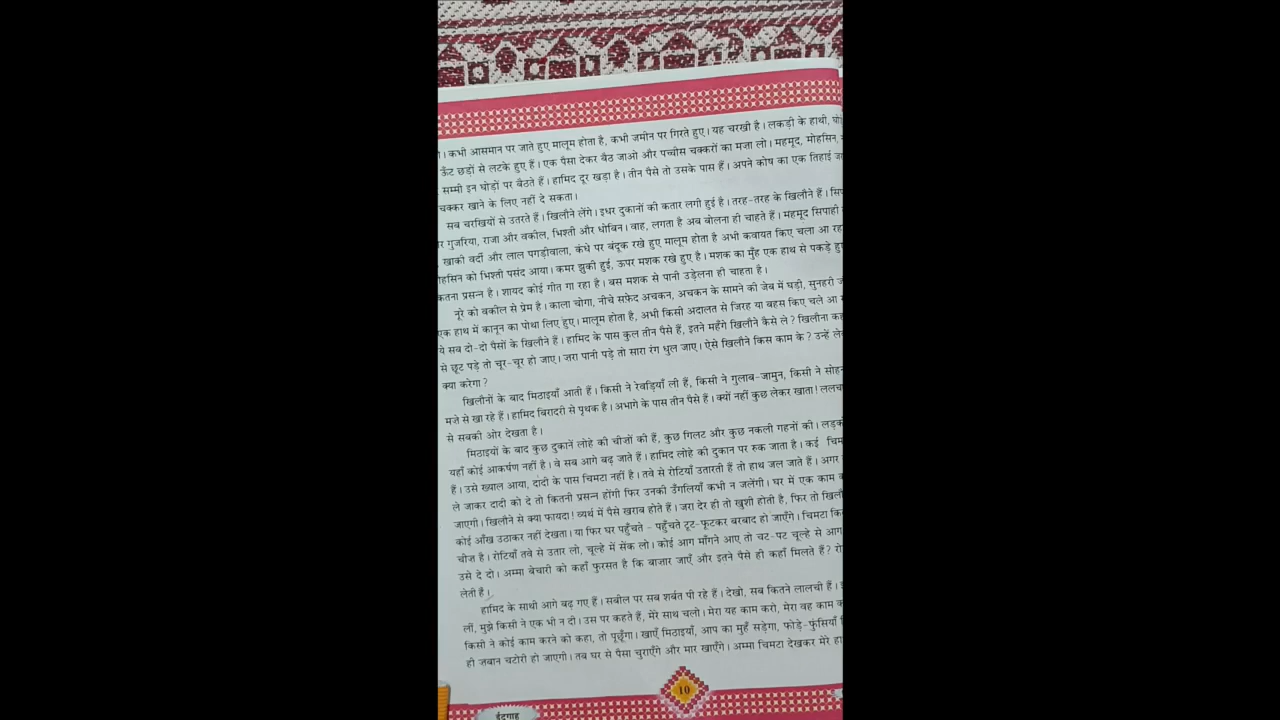 कभी आसमान पर जाते हुए मालूम होता है, कभी जमीन पर गिरते हुए। यह चरखी है। लकड़ी के हाथी,
ऊँट छड़ों से लटके हुए हैं। एक पैसा देकर बैठ जाओ और पच्चीस चक्करों का मजा लो। महमूद, मोहसिन,
सम्मी इन घोड़ों पर बैठते हैं। हामिद दूर खड़ा है। तीन पैसे तो उसके पास हैं। अपने कोष का एक तिहाई
चक्कर खाने के लिए नहीं दे सकता।
सब चरखियों से उतरते हैं। खिलौने लेंगे। इधर दुकानों की कतार लगी हुई है। तरह-तरह के खिलौने हैं।
गुजरिया, राजा और वकील, भिश्ती और धोबिन। वाह, लगता है अब बोलना ही चाहते हैं। महमूद सिपाही
खाकी वर्दी और लाल पगड़ीवाला, कंधे पर बंदूक रखे हुए मालूम होता है अभी कवायत किए चला आ
को भिश्ती पसंद आया। कमर झुकी हुई, ऊपर मशक रखे हुए है। मशक का मुँह एक हाथ से पकड़े
प्रसन्न है। शायद कोई गीत गा रहा है। बस मशक से पानी उड़ेलना ही चाहता है।
नूरे को वकील से प्रेम है। काला चोगा, नीचे सफेद अचकन, अचकन के सामने की जेब में घड़ी, सुनहरी
एक हाथ में कानून का पोथा लिए हुए। मालूम होता है, अभी किसी अदालत से जिरह या बहस किए चले आ
ये सब दो-दो पैसों के खिलौने हैं। हामिद के पास कुल तीन पैसे हैं, इतने महँगे खिलौने कैसे ले? खिलौना
से छूट पड़े तो चूर-चूर हो जाए। जरा पानी पड़े तो सारा रंग धुल जाए। ऐसे खिलौने किस काम के? उन्हें
क्या करेगा?
खिलौनों के बाद मिठाइयाँ आती हैं। किसी ने रेवड़ियाँ ली हैं, किसी ने गुलाब-जामुन, किसी ने
मजे से खा रहे हैं। हामिद बिरादरी से पृथक है। अभागे के पास तीन पैसे हैं। क्यों नहीं कुछ लेकर खाता!
से सबकी ओर देखता है।
मिठाइयों के बाद कुछ दुकानें लोहे की चीजों की हैं, कुछ गिलट और कुछ नकली गहनों की।
यहाँ कोई आकर्षण नहीं है। वे सब आगे बढ़ जाते हैं। हामिद लोहे की दुकान पर रुक जाता है। कई
हैं। उसे ख्याल आया, दादी के पास चिमटा नहीं है। तवे से रोटियाँ उतारती हैं तो हाथ जल जाते हैं। अगर
ले जाकर दादी को दे तो कितनी प्रसन्न होंगी फिर उनकी उँगलियाँ कभी न जलेंगी। घर में एक काम
जाएगी। खिलौने से क्या फायदा! व्यर्थ में पैसे खराब होते हैं। जरा देर ही तो खुशी होती है, फिर तो
कोई आँख उठाकर नहीं देखता। या फिर घर पहुँचते - पहुँचते टूट-फूटकर बरबाद हो जाएँगे। चिमटा
चीज है। रोटियाँ तवे से उतार लो, चूल्हे में सेंक लो। कोई आग माँगने आए तो चट-पट चूल्हे से आग
उसे दे दो। अम्मा बेचारी को कहाँ फुरसत है कि बाजार जाएँ और इतने पैसे ही कहाँ मिलते हैं?
लेती हैं।
हामिद के साथी आगे बढ़ गए हैं। सबील पर सब शर्बत पी रहे हैं। देखो, सब कितने लालची हैं।
लीं, मुझे किसी ने एक भी न दी। उस पर कहते हैं, मेरे साथ चलो। मेरा यह काम करो, मेरा वह काम
किसी ने कोई काम करने को कहा, तो पूछूँगा। खाएँ मिठाइयाँ, आप का मुहँ सड़ेगा, फोड़े-फुंसियाँ
ही जबान चटोरी हो जाएगी। तब घर से पैसा चुराएँगे और मार खाएँगे। अम्मा चिमटा देखकर मेरे
10
ईदगाह